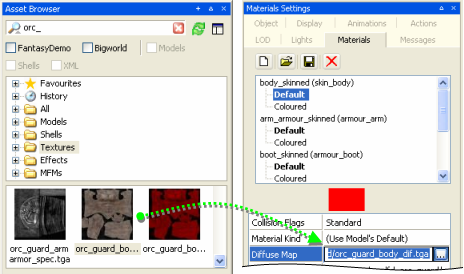 Asset Browser
orc_
FantasyDemo
Bigworld
Models
Shells
XML
Favourites
History
All
Models
Shells
Textures
Effects
MFMs
orc_guard_arm
armor_spec.tga
orc_guard_bo...
orc_guard_bo...
Materials Settings
Object
Display
Animations
Actions
LOD
Lights
Materials
Messages
body_skinned (skin_body)
Default
Coloured
arm_armour_skinned (armour_arm)
Default
Coloured
boot_skinned (armour_boot)
Default
Coloured
Collision Flags
Standard
Material Kind
(Use Model's Default)
Diffuse Map
d/orc_guard_body_dif.tga
...